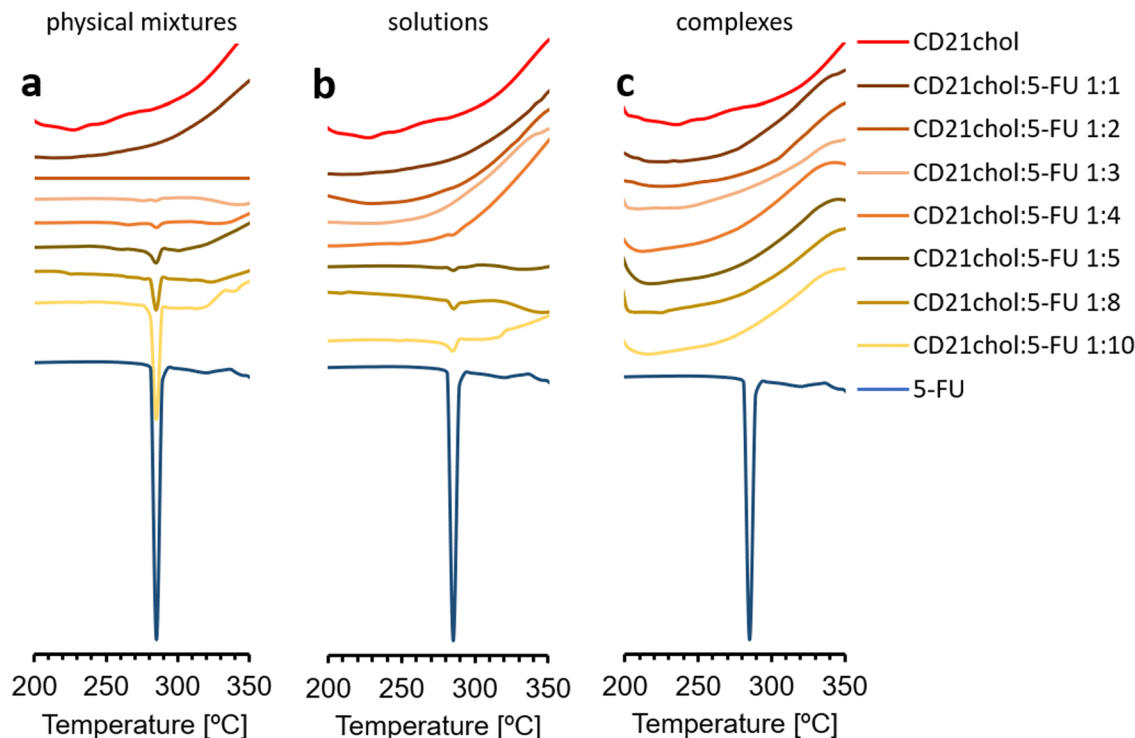 physical mixtures
solutions
complexes
a
b
c
CD21chol
CD21chol:5-FU 1:1
CD21chol:5-FU 1:2
CD21chol:5-FU 1:3
CD21chol:5-FU 1:4
CD21chol:5-FU 1:5
CD21chol:5-FU 1:8
CD21chol:5-FU 1:10
5-FU
200 250 300 350
200 250 300 350
200 250 300 350
Temperature [ºC]
Temperature [ºC]
Temperature [ºC]